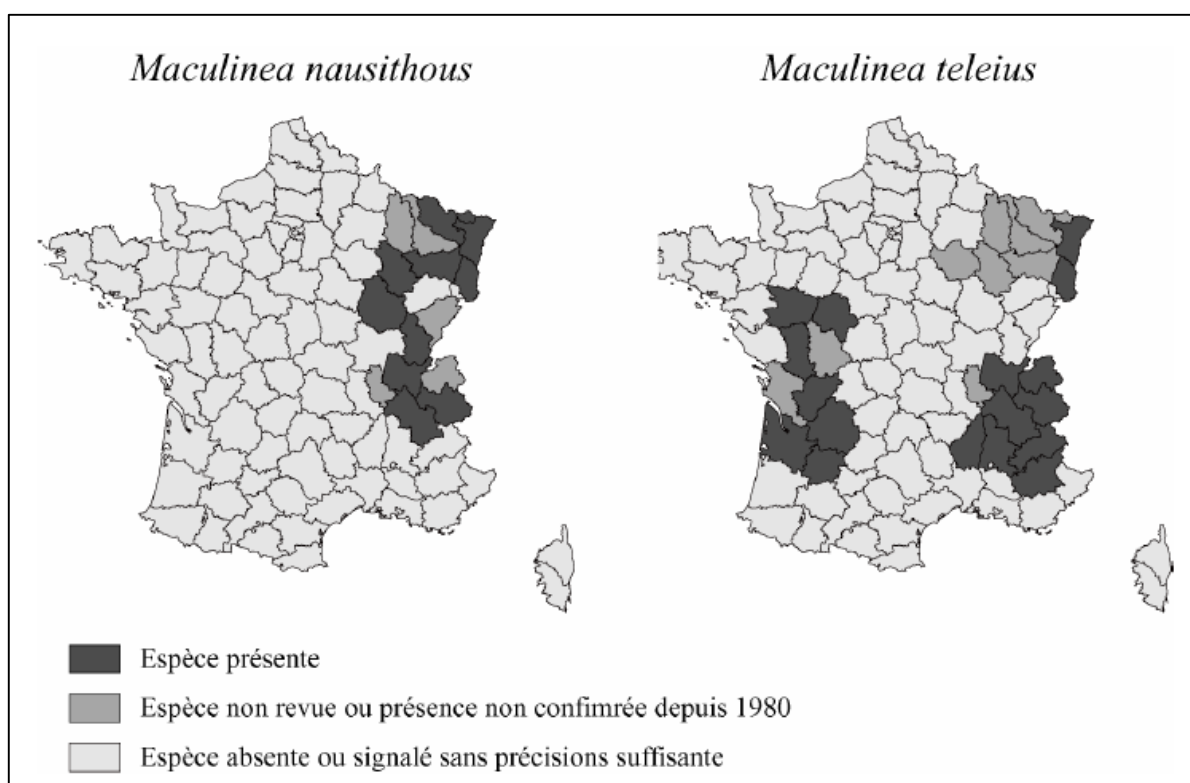 Maculinea nausithous
Maculinea teleius
Espèce présente
Espèce non revue ou présence non confimrée depuis 1980
Espèce absente ou signalé sans précisions suffisante